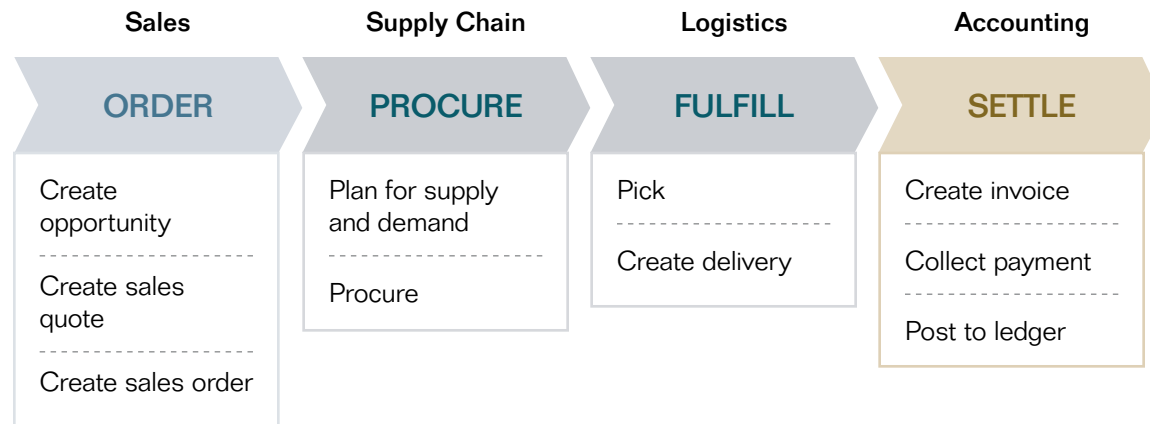 Sales
Supply Chain
Logistics
Accounting
ORDER
PROCURE
FULFILL
SETTLE
Create
opportunity
Create sales
quote
Create sales order
Plan for supply
and demand
Procure
Pick
Create delivery
Create invoice
Collect payment
Post to ledger